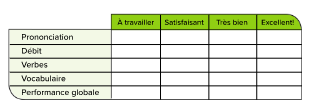 À travailler Satisfaisant Très bien Excellent!
Prononciation
Débit
Verbes
Vocabulaire
Performance globale